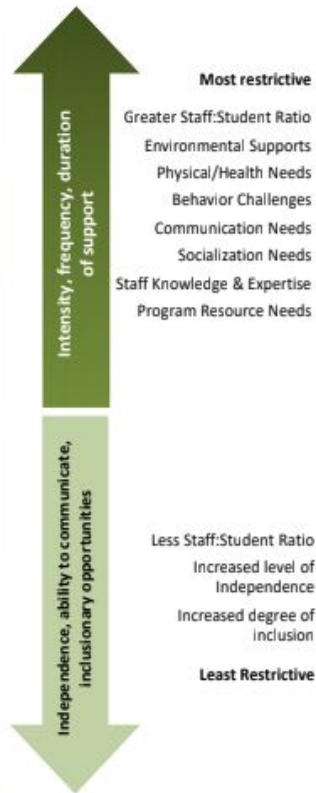 Most restrictive
Greater Staff:Student Ratio
Environmental Supports
Physical/Health Needs
Behavior Challenges
Communication Needs
Socialization Needs
Staff Knowledge & Expertise
Program Resource Needs
Intensity, frequency, duration
of support
Independence, ability to communicate,
inclusionary opportunities
Less Staff:Student Ratio
Increased level of
Independence
Increased degree of
inclusion
Least Restrictive